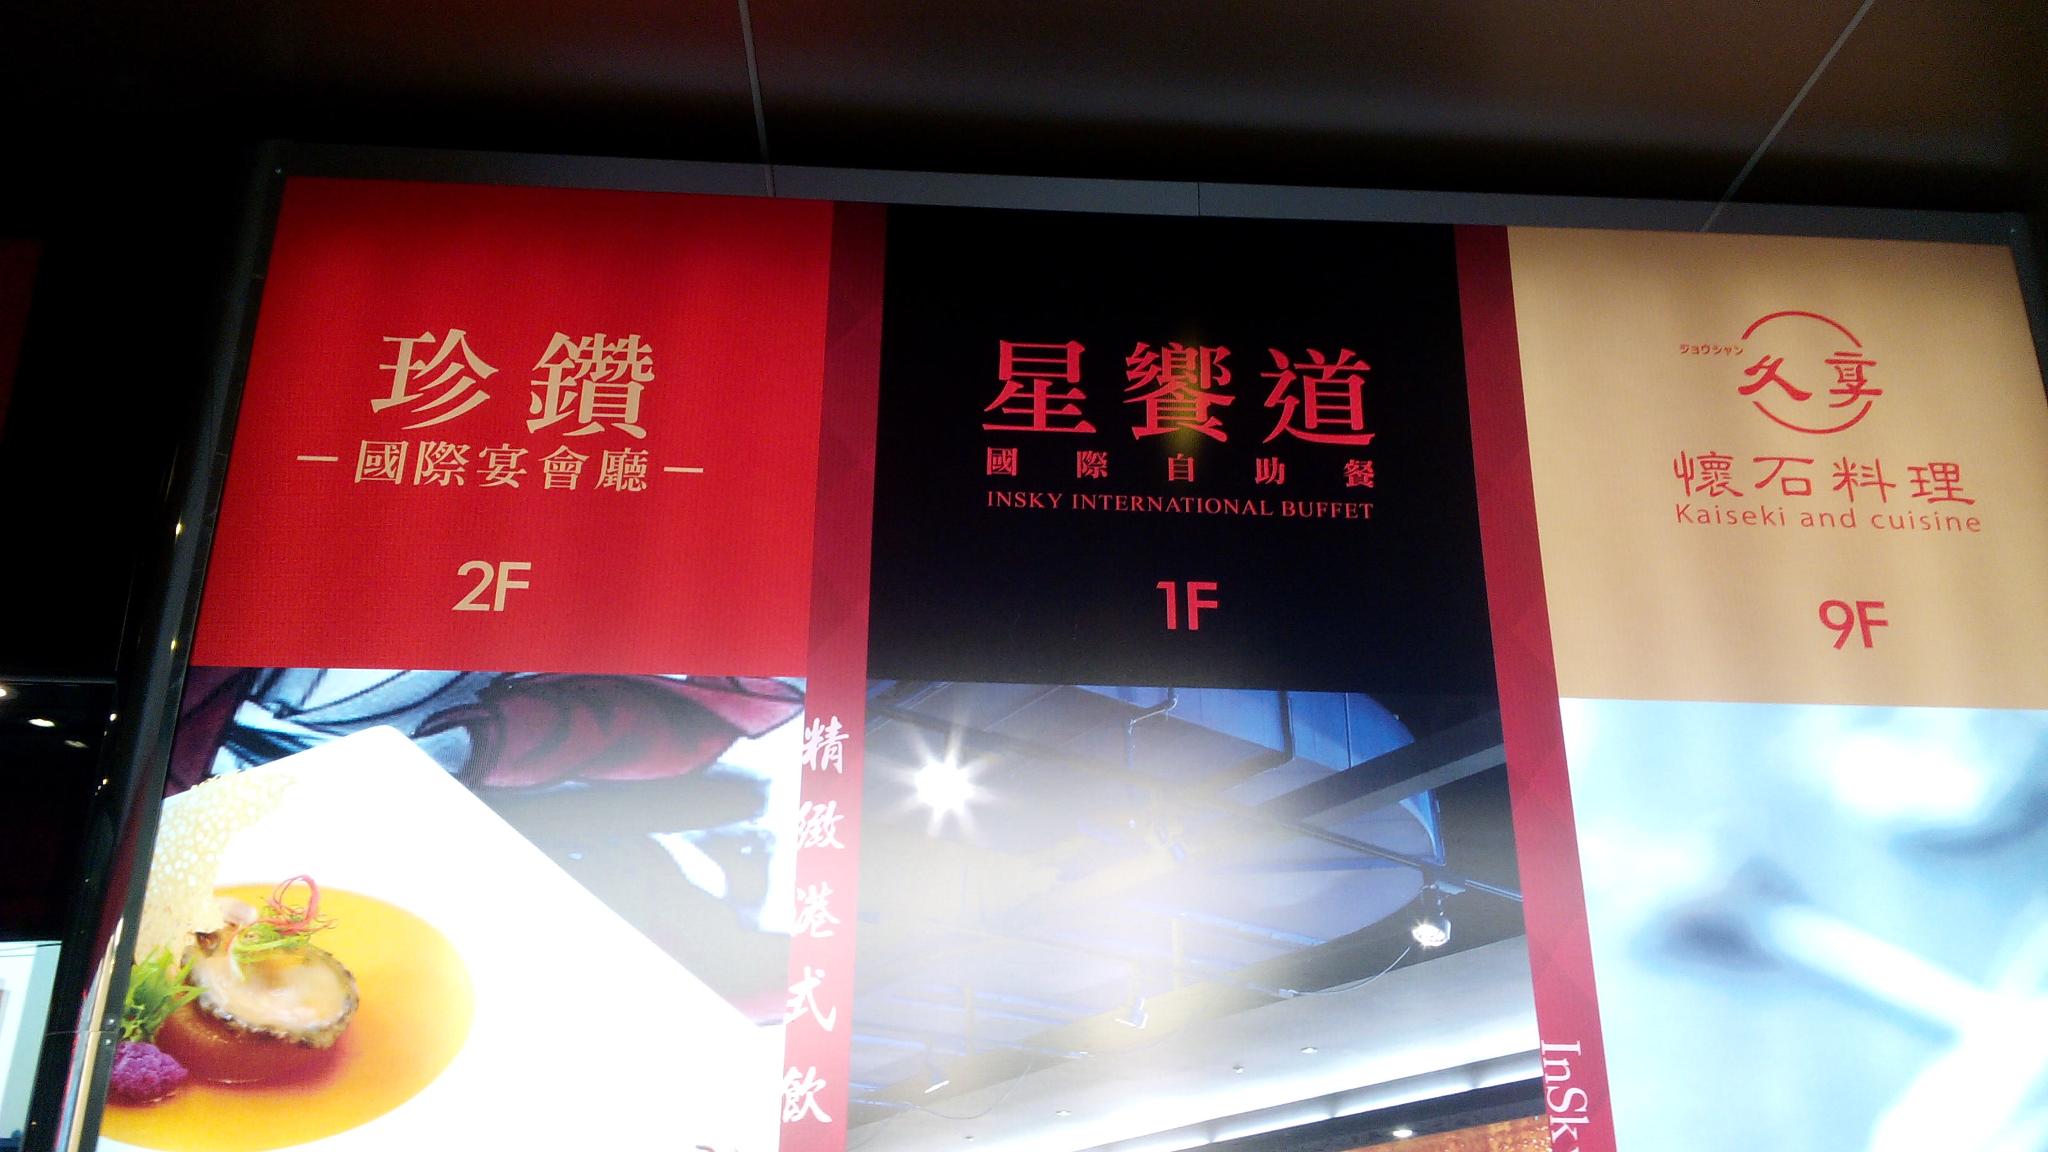 珍鑽
國際宴會廳
2F
精緻港式飲
星饗道
國際自助餐
INSKY INTERNATIONAL BUFFET
1F
InSky
ジョウシャン
久享
懷石料理
Kaiseki and cuisine
9F